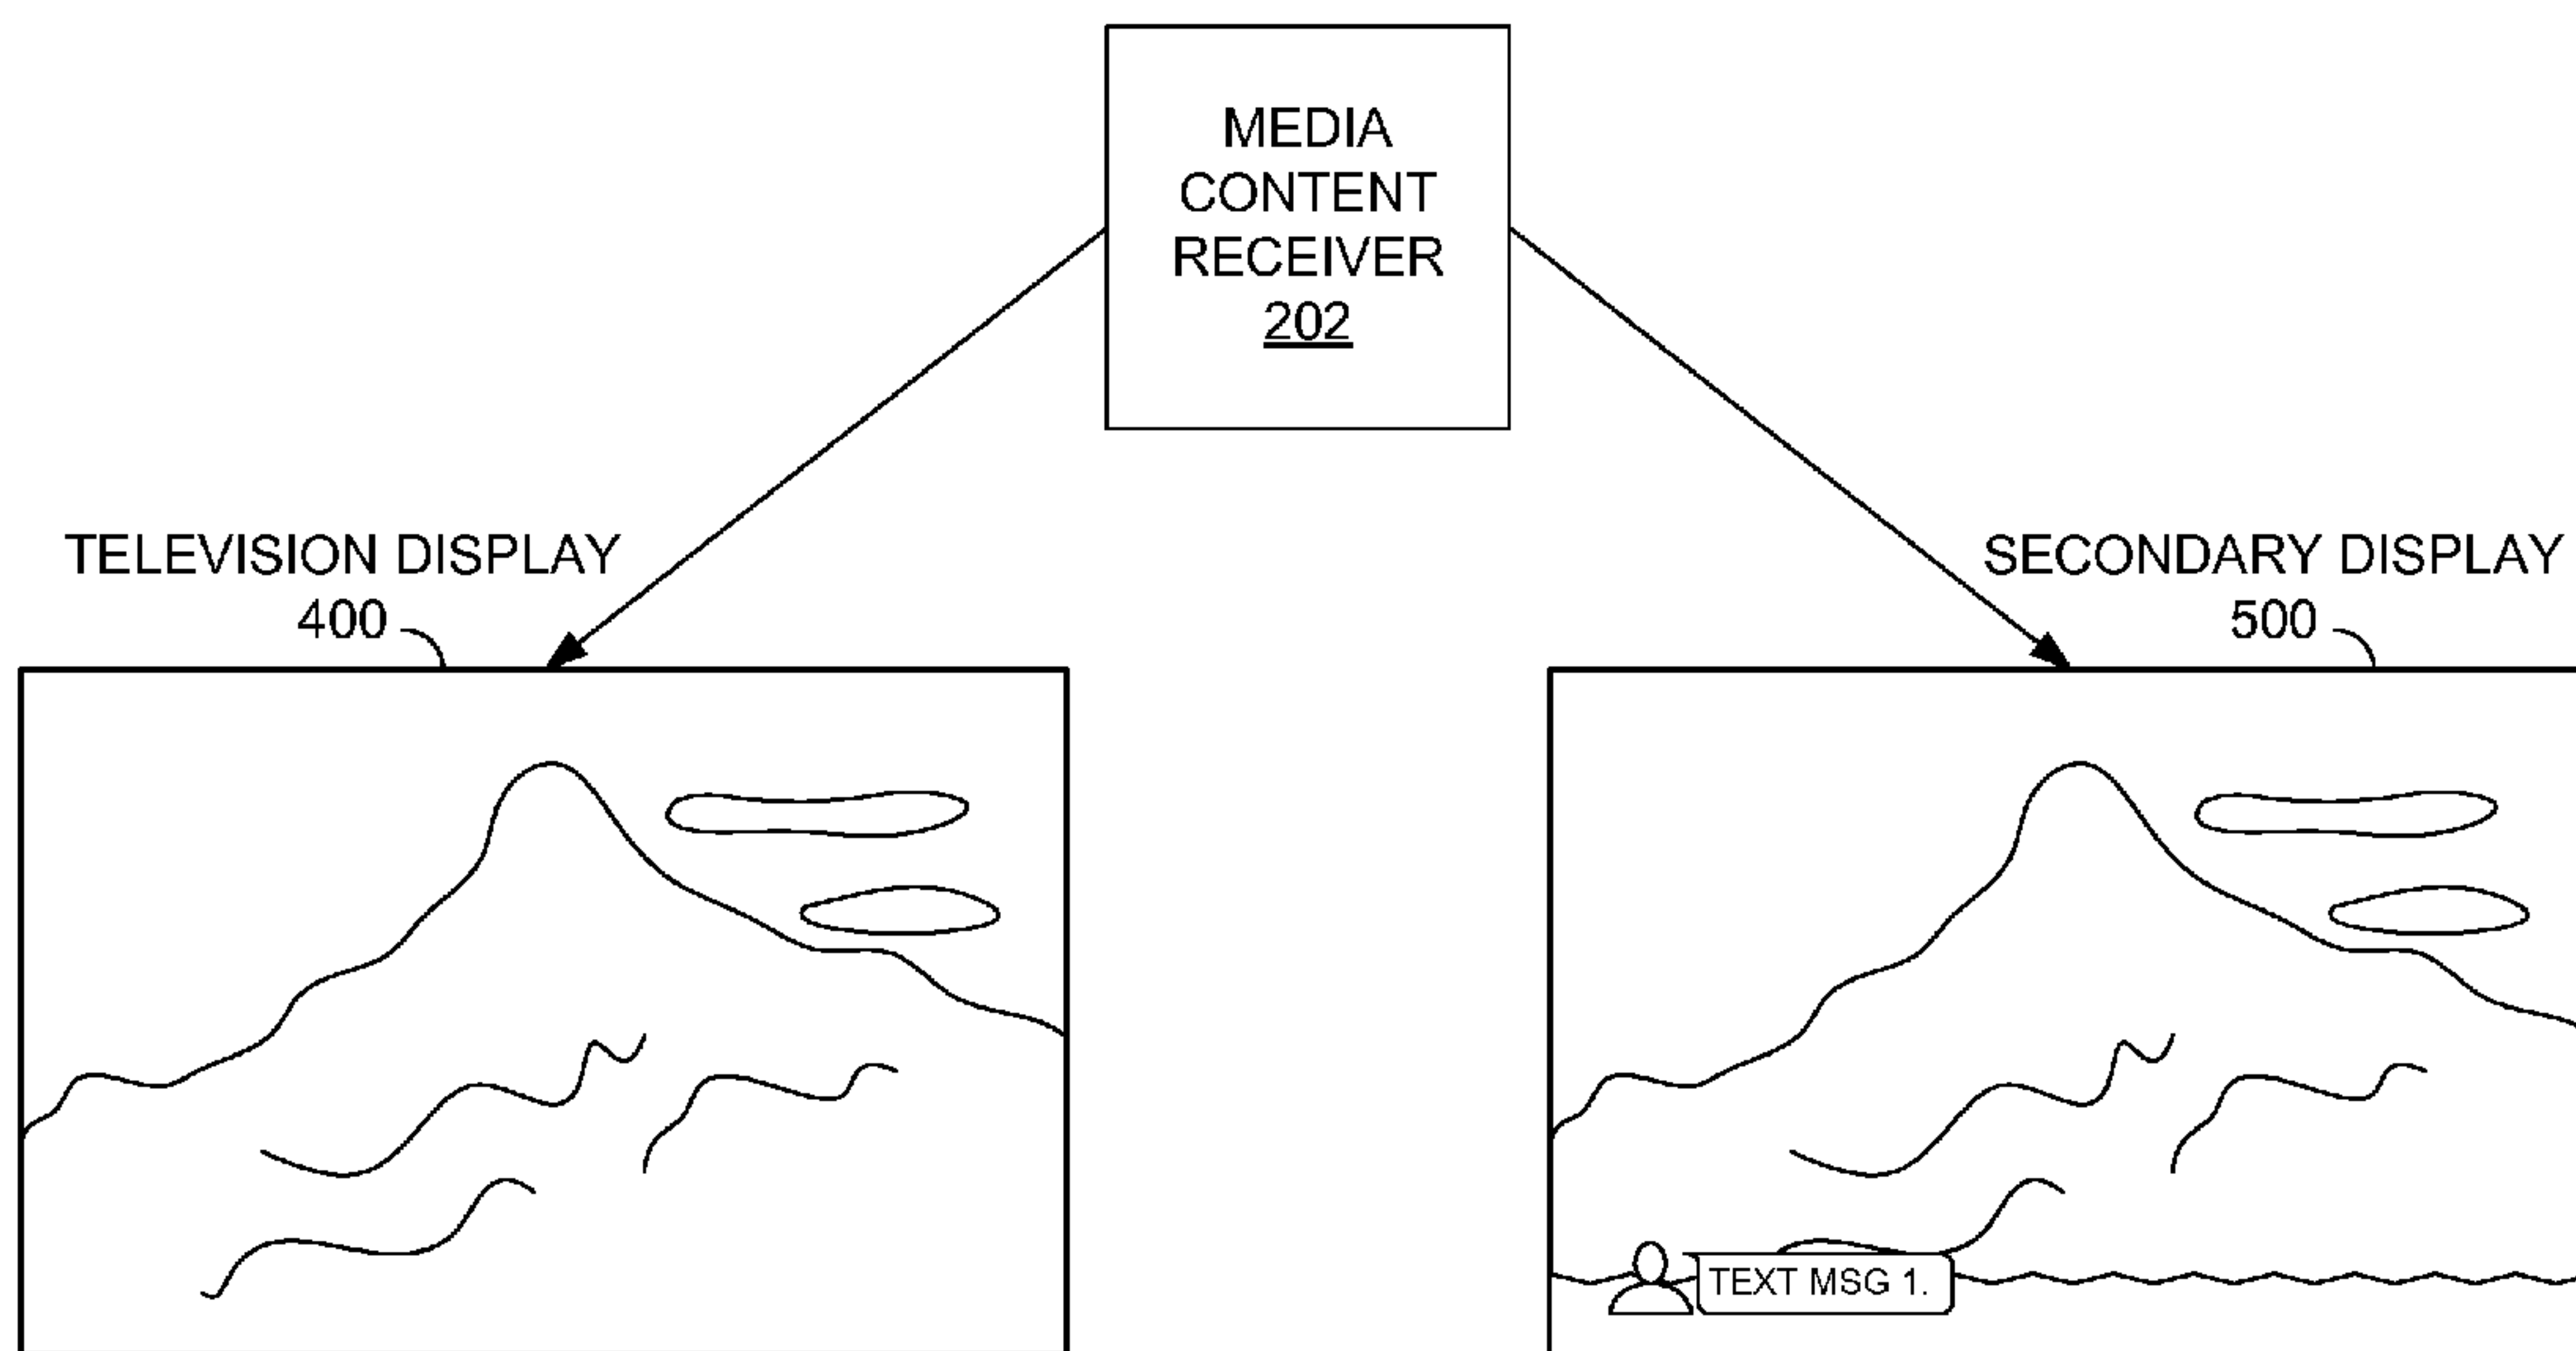 MEDIA
CONTENT
RECEIVER
202
TELEVISION DISPLAY
400
SECONDARY DISPLAY
500
TEXT MSG 1.